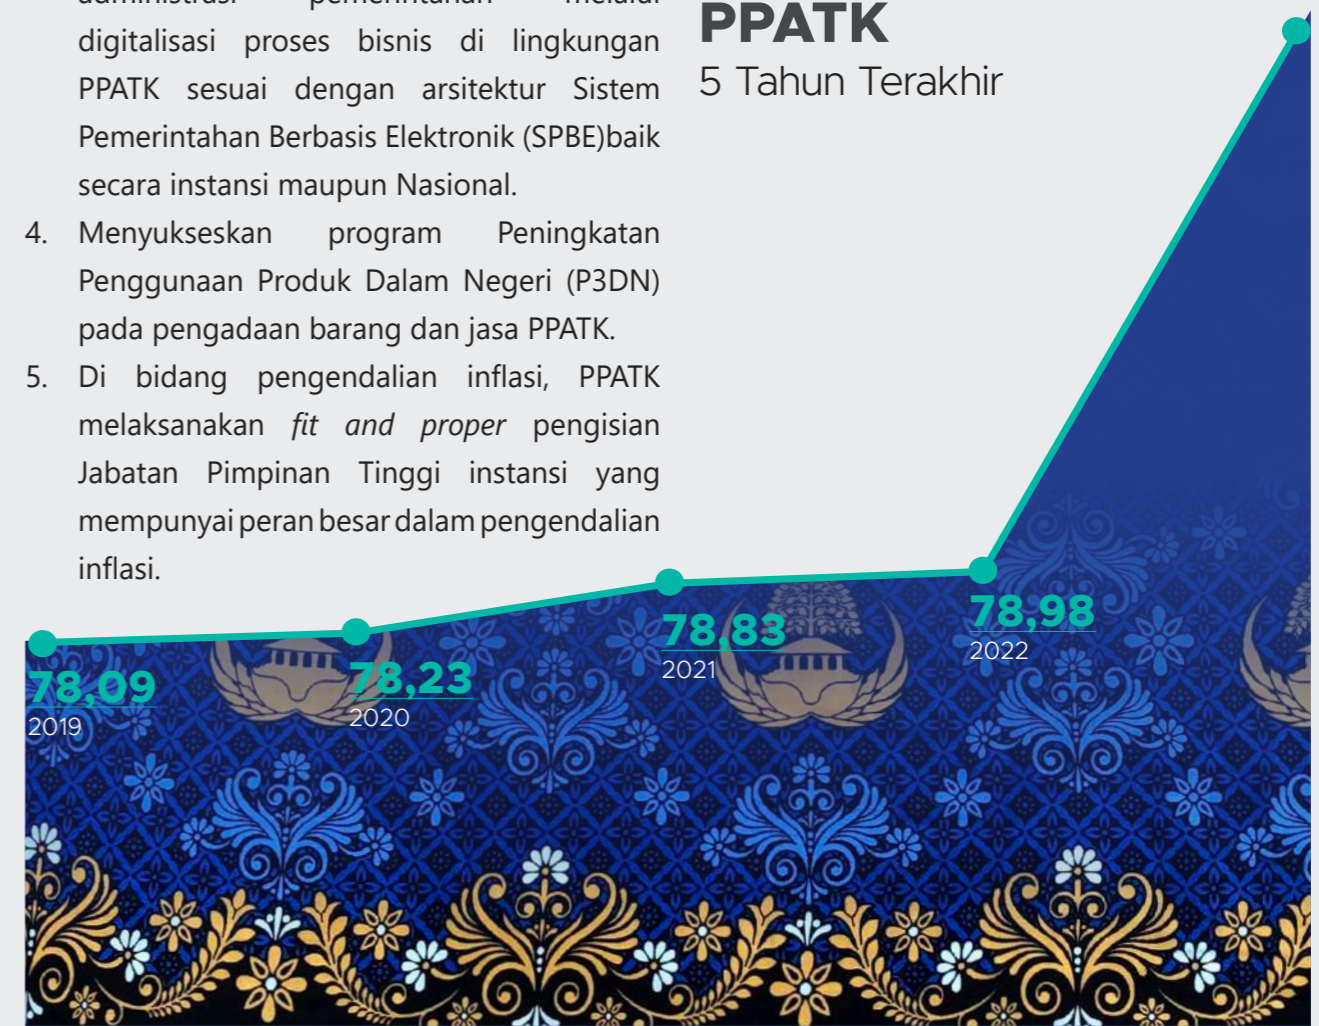 digitalisasi proses bisnis di lingkungan
PPATK sesuai dengan arsitektur Sistem
Pemerintahan Berbasis Elektronik (SPBE)baik
secara instansi maupun Nasional.
4. Menyukseskan program Peningkatan
Penggunaan Produk Dalam Negeri (P3DN)
pada pengadaan barang dan jasa PPATK.
5. Di bidang pengendalian inflasi, PPATK
melaksanakan fit and proper pengisian
Jabatan Pimpinan Tinggi instansi yang
mempunyai peran besar dalam pengendalian
inflasi.
PPATK
5 Tahun Terakhir
78,09
2019
78,23
2020
78,83
2021
78,98
2022